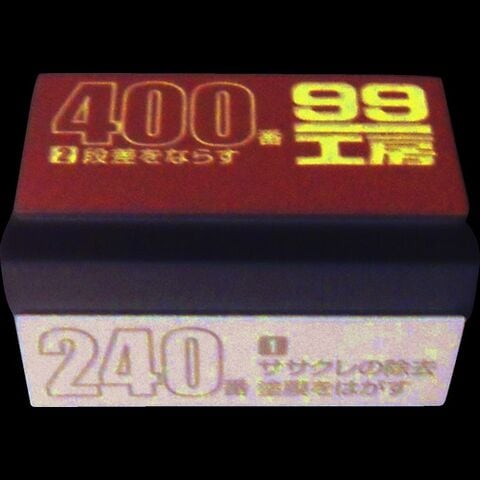 400番
2 段差をならす
99
工房
240番
1
ササクレの除去
塗膜をはがす